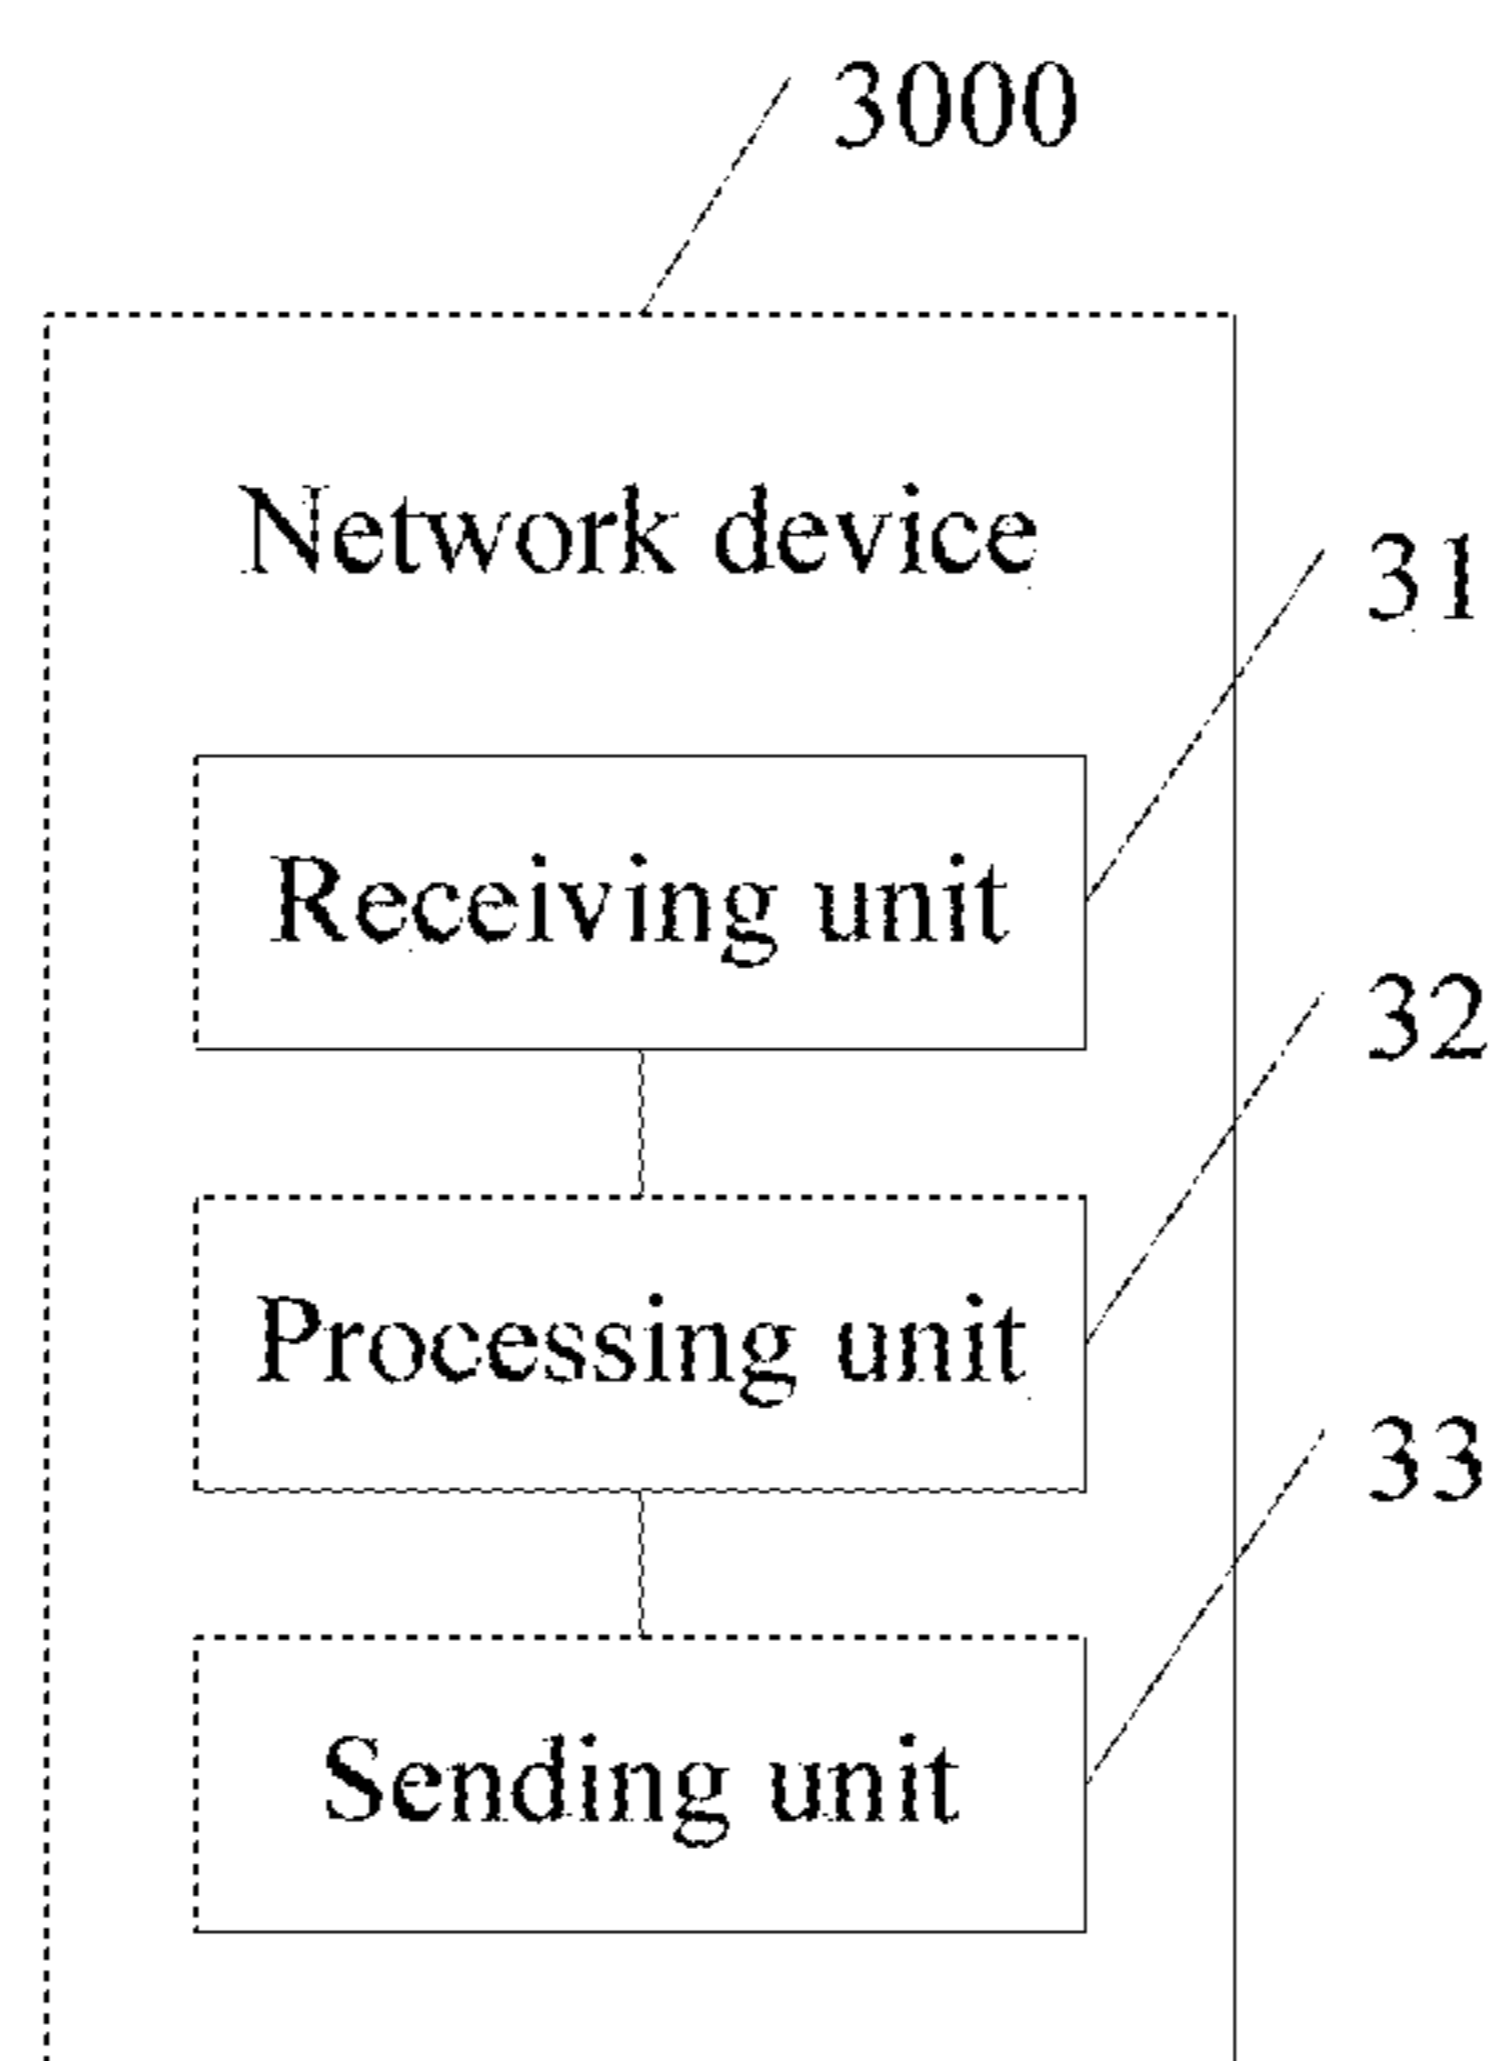 3000
Network device
31
Receiving unit
32
Processing unit
33
Sending unit